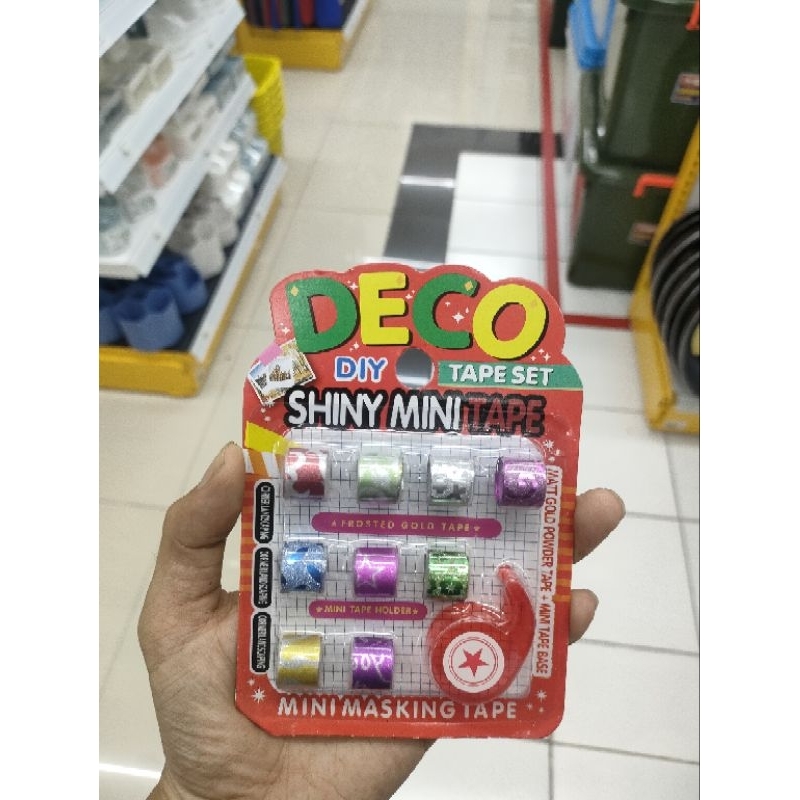 DECO
DIY
TAPE SET
SHINY MINI TAPE
★ FROSTED GOLD TAPE ★
★ MINI TAPE HOLDER ★
MATT GOLD POWDER TAPE + MINI TAPE BASE
MINI MASKING TAPE